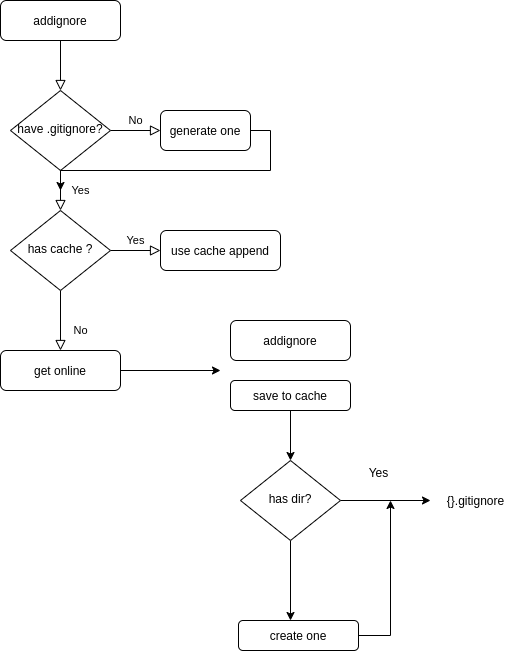 addignore
have .gitignore?
No
generate one
Yes
has cache ?
Yes
use cache append
No
get online
addignore
save to cache
Yes
has dir?
{}.gitignore
create one